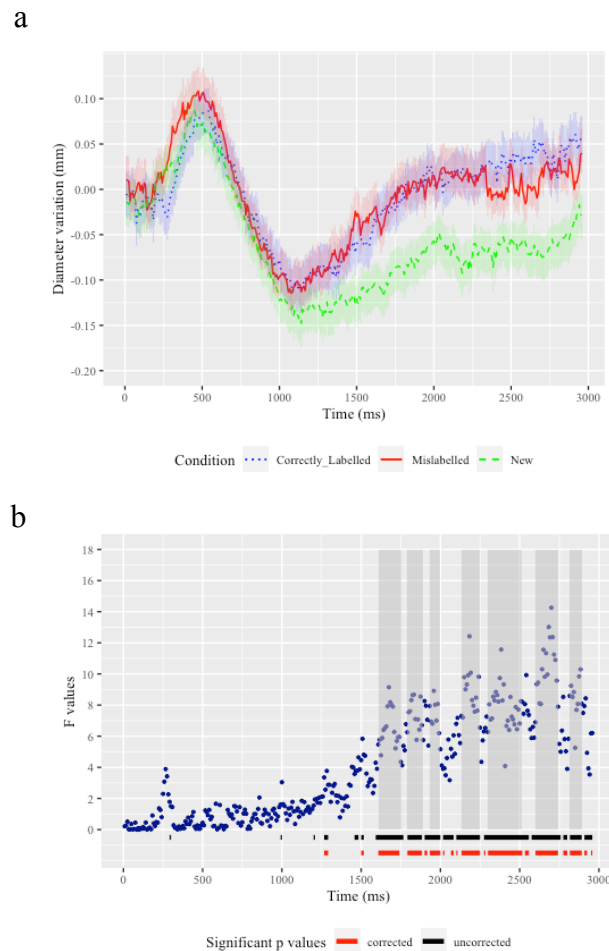 a
0.10
0.05
0.00
-0.05
-0.10
-0.15
-0.20
Diameter variation (mm)
0 500 1000 1500 2000 2500 3000
Time (ms)
Condition Correctly_Labelled Mislabelled New
b
18
16
14
12
10
8
6
4
2
0
F values
0 500 1000 1500 2000 2500 3000
Time (ms)
Significant p values corrected uncorrected